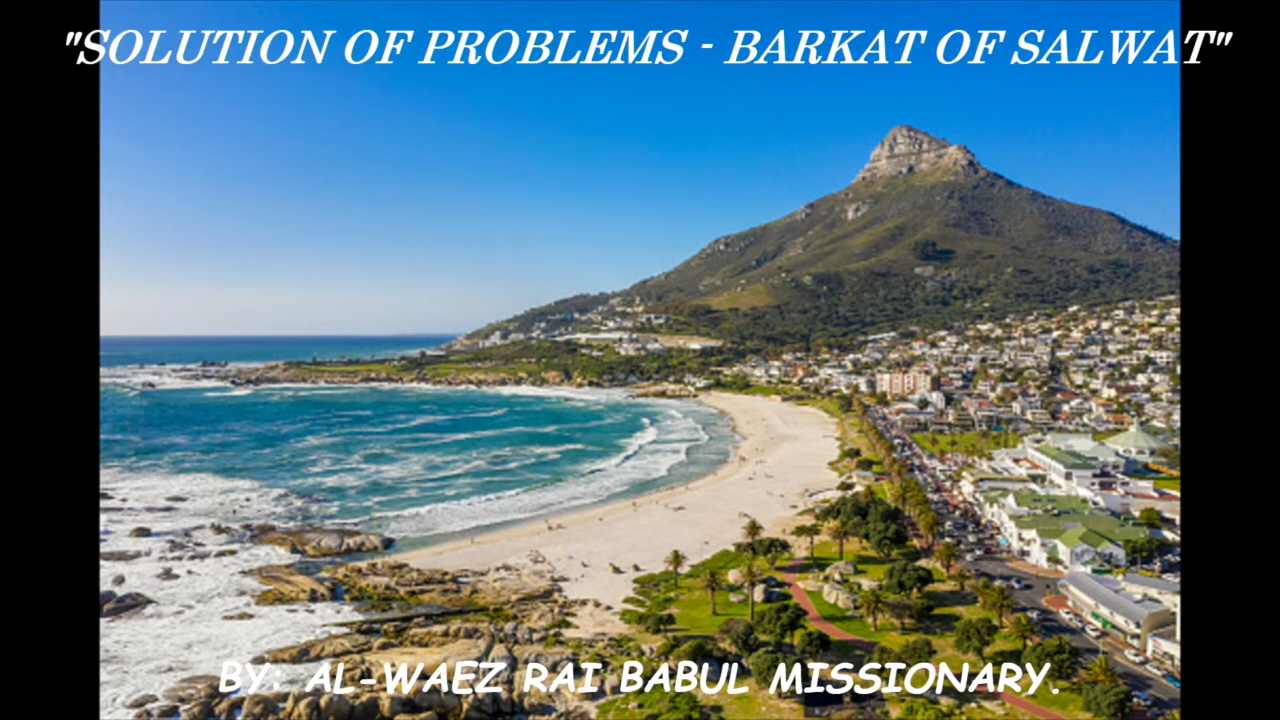 "SOLUTION OF PROBLEMS - BARKAT OF SALWAT"
BY: AL-WAEZ RAI BABUL MISSIONARY.